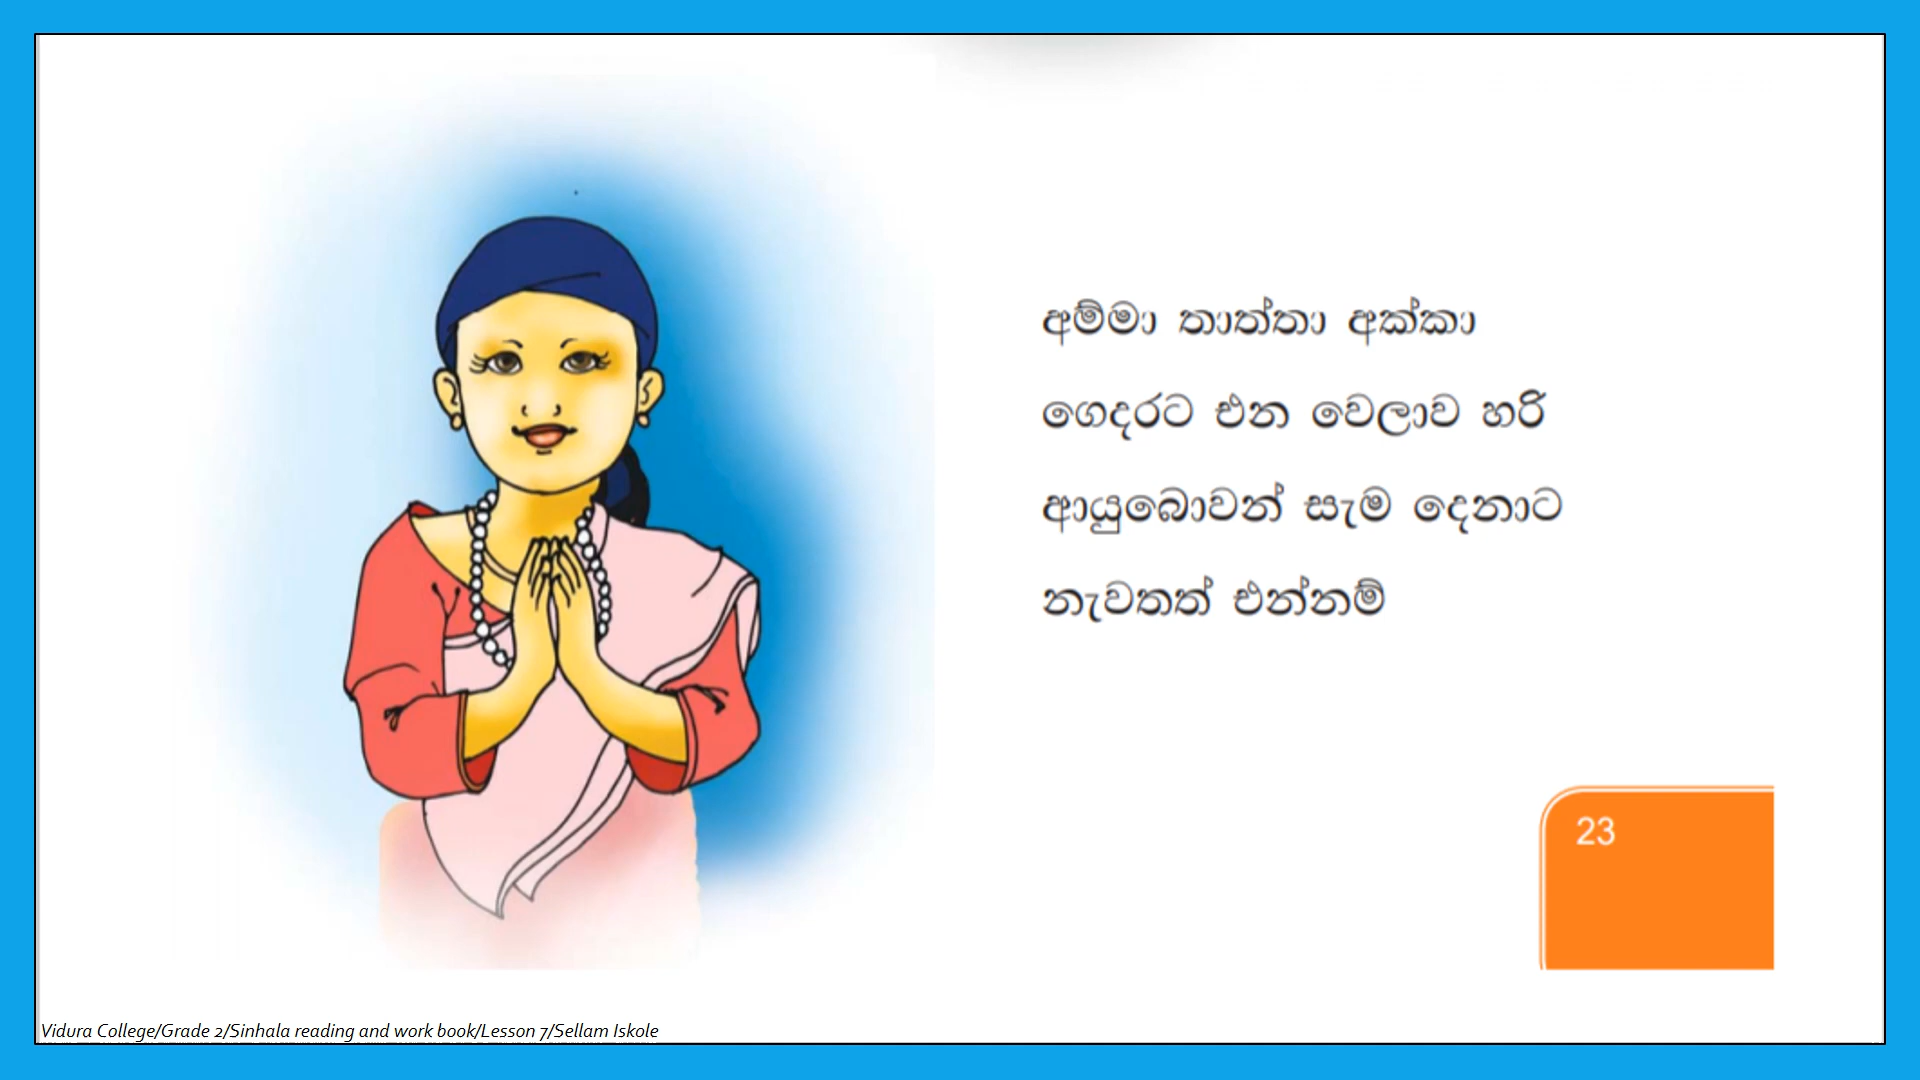 අම්මා තාත්තා අක්කා
ගෙදරට එන වෙලාව හරි
ආයුබොවන් සැම දෙනාට
නැවතත් එන්නම්
23
Vidura College/Grade 2/Sinhala reading and work book/Lesson 7/Sellam Iskole